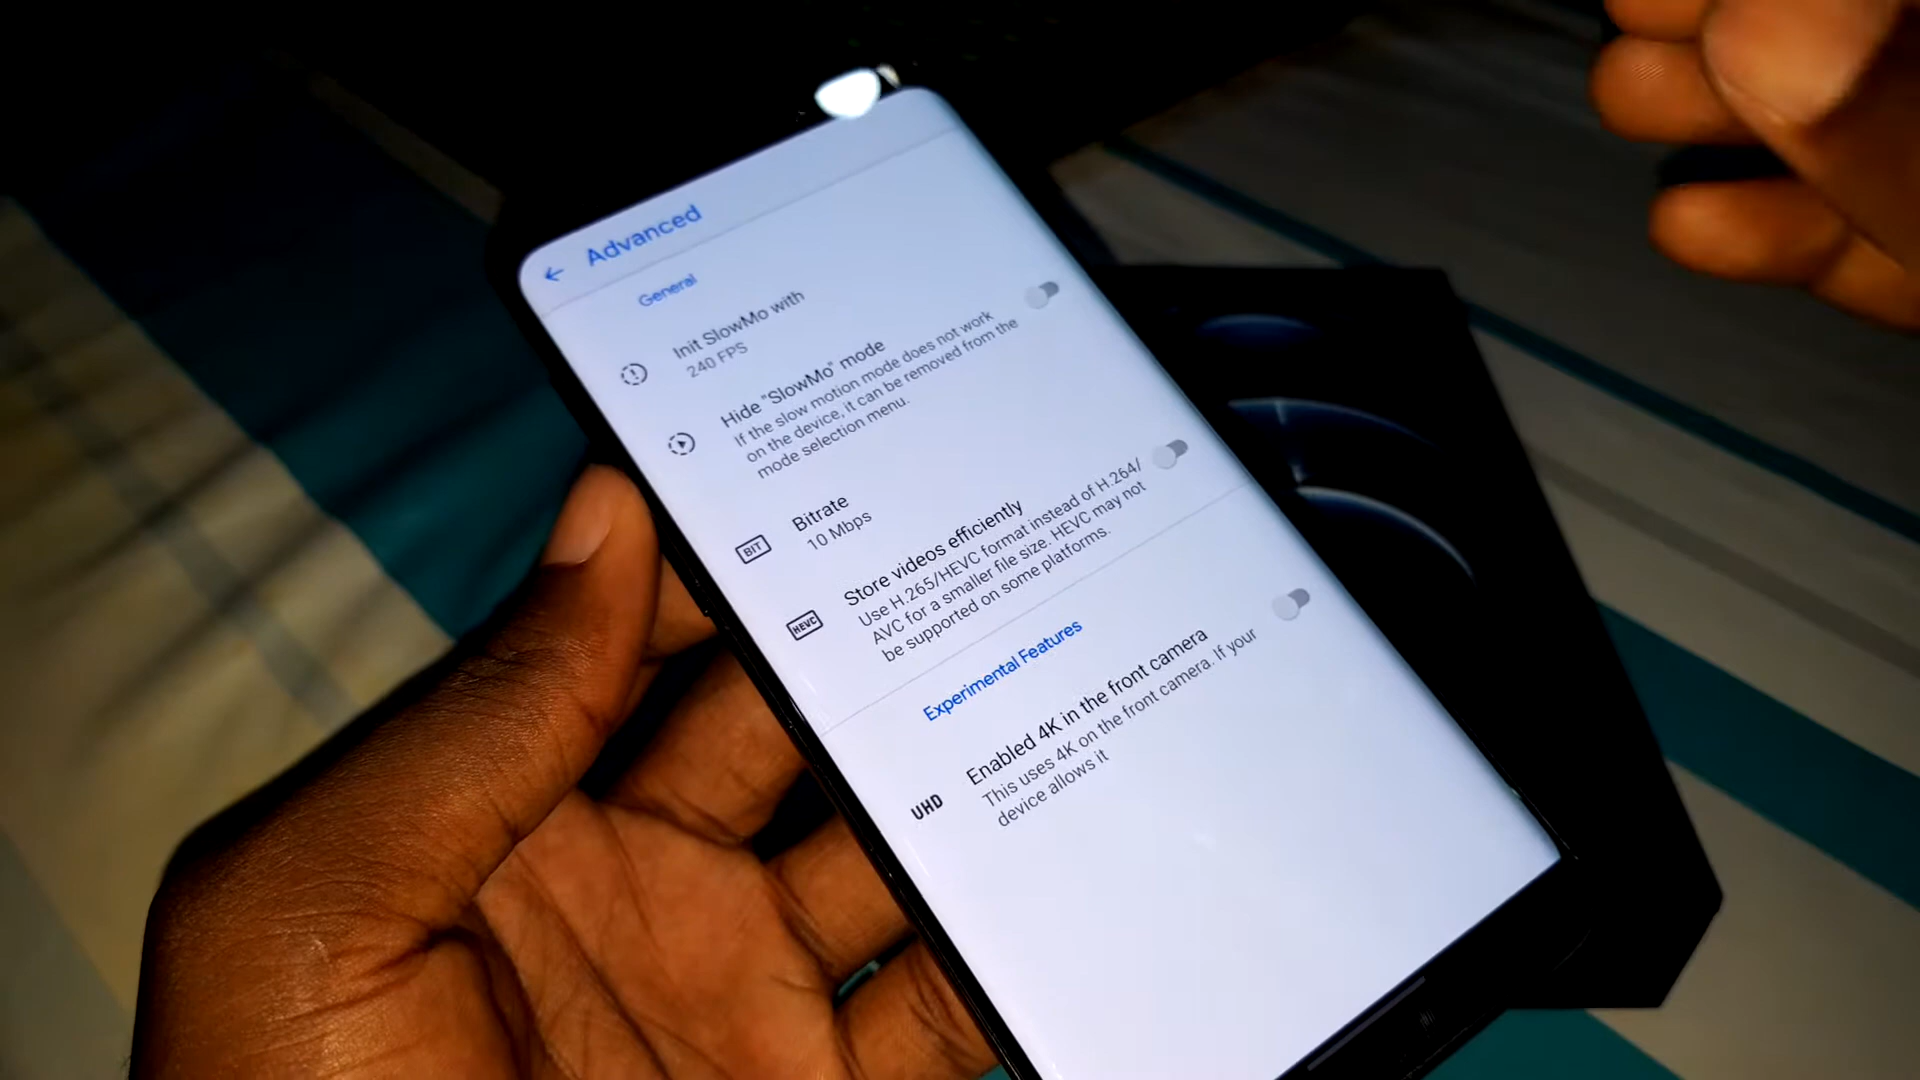 Advanced
General
Init SlowMo with
240 FPS
Hide "SlowMo" mode
If the slow motion mode does not work
on the device, it can be removed from the
mode selection menu.
BIT
Bitrate
10 Mbps
HEVC
Store videos efficiently
Use H.265/HEVC format instead of H.264/
AVC for a smaller file size. HEVC may not
be supported on some platforms.
Experimental Features
UHD
Enabled 4K in the front camera
This uses 4K on the front camera. If your
device allows it